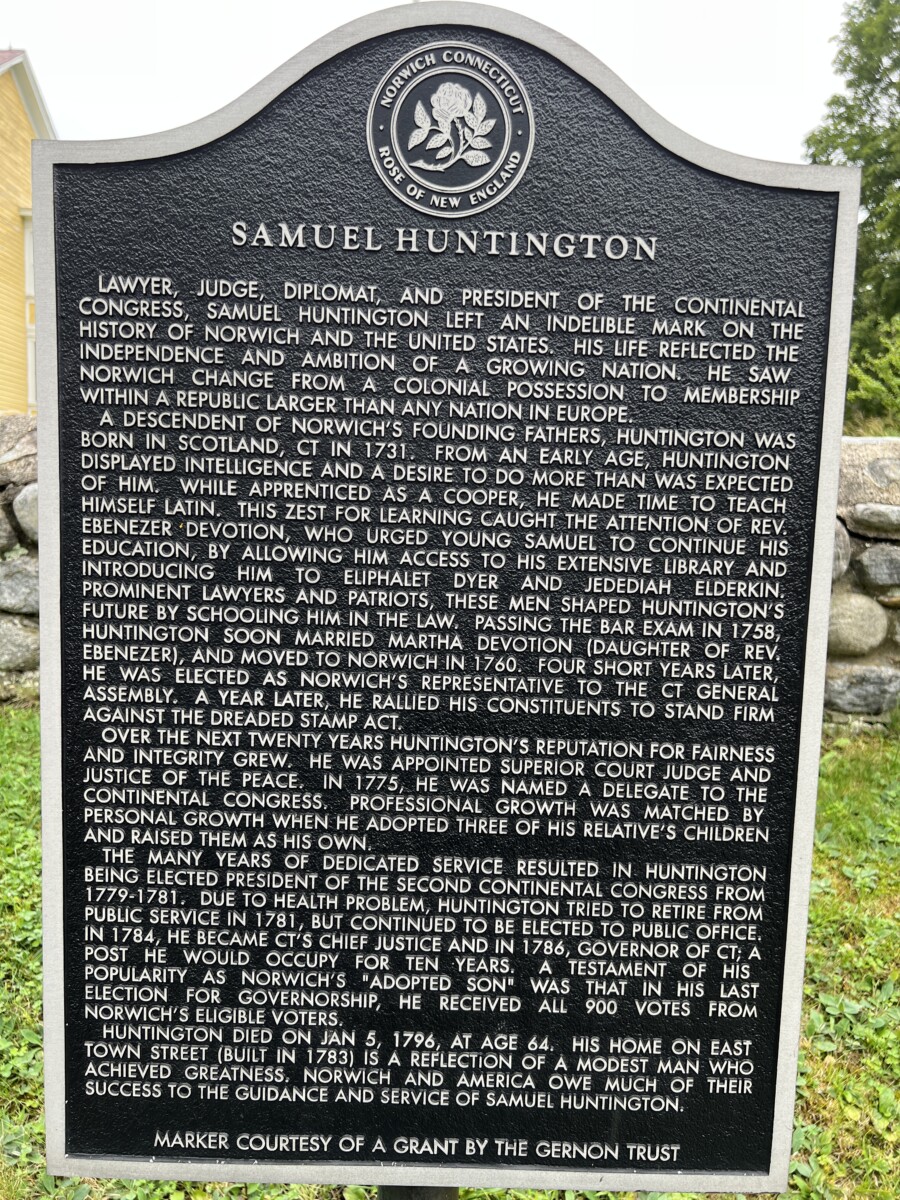 NORWICH CONNECTICUT
ROSE OF NEW ENGLAND
SAMUEL HUNTINGTON
LAWYER, JUDGE, DIPLOMAT, AND PRESIDENT OF THE CONTINENTAL
CONGRESS, SAMUEL HUNTINGTON LEFT AN INDELIBLE MARK ON THE
HISTORY OF NORWICH AND THE UNITED STATES. HIS LIFE REFLECTED THE
INDEPENDENCE AND AMBITION OF A GROWING NATION. HE SAW
NORWICH CHANGE FROM A COLONIAL POSSESSION TO MEMBERSHIP
WITHIN A REPUBLIC LARGER THAN ANY NATION IN EUROPE.
A DESCENDENT OF NORWICH'S FOUNDING FATHERS, HUNTINGTON WAS
BORN IN SCOTLAND, CT IN 1731. FROM AN EARLY AGE, HUNTINGTON
DISPLAYED INTELLIGENCE AND A DESIRE TO DO MORE THAN WAS EXPECTED
OF HIM. WHILE APPRENTICED AS A COOPER, HE MADE TIME TO TEACH
HIMSELF LATIN. THIS ZEST FOR LEARNING CAUGHT THE ATTENTION OF REV.
EBENEZER DEVOTION, WHO URGED YOUNG SAMUEL TO CONTINUE HIS
EDUCATION, BY ALLOWING HIM ACCESS TO HIS EXTENSIVE LIBRARY AND
INTRODUCING HIM TO ELIPHALET DYER AND JEDEDIAH ELDERKIN.
PROMINENT LAWYERS AND PATRIOTS, THESE MEN SHAPED HUNTINGTON'S
FUTURE BY SCHOOLING HIM IN THE LAW. PASSING THE BAR EXAM IN 1758,
HUNTINGTON SOON MARRIED MARTHA DEVOTION (DAUGHTER OF REV.
EBENEZER), AND MOVED TO NORWICH IN 1760. FOUR SHORT YEARS LATER,
HE WAS ELECTED AS NORWICH'S REPRESENTATIVE TO THE CT GENERAL
ASSEMBLY. A YEAR LATER, HE RALLIED HIS CONSTITUENTS TO STAND FIRM
AGAINST THE DREADED STAMP ACT.
OVER THE NEXT TWENTY YEARS HUNTINGTON'S REPUTATION FOR FAIRNESS
AND INTEGRITY GREW. HE WAS APPOINTED SUPERIOR COURT JUDGE AND
JUSTICE OF THE PEACE. IN 1775, HE WAS NAMED A DELEGATE TO THE
CONTINENTAL CONGRESS. PROFESSIONAL GROWTH WAS MATCHED BY
PERSONAL GROWTH WHEN HE ADOPTED THREE OF HIS RELATIVE'S CHILDREN
AND RAISED THEM AS HIS OWN.
THE MANY YEARS OF DEDICATED SERVICE RESULTED IN HUNTINGTON
BEING ELECTED PRESIDENT OF THE SECOND CONTINENTAL CONGRESS FROM
1779-1781. DUE TO HEALTH PROBLEM, HUNTINGTON TRIED TO RETIRE FROM
PUBLIC SERVICE IN 1781, BUT CONTINUED TO BE ELECTED TO PUBLIC OFFICE.
IN 1784, HE BECAME CT'S CHIEF JUSTICE AND IN 1786, GOVERNOR OF CT; A
POST HE WOULD OCCUPY FOR TEN YEARS. A TESTAMENT OF HIS
POPULARITY AS NORWICH'S "ADOPTED SON" WAS THAT IN HIS LAST
ELECTION FOR GOVERNORSHIP, HE RECEIVED ALL 900 VOTES FROM
NORWICH'S ELIGIBLE VOTERS.
HUNTINGTON DIED ON JAN 5, 1796, AT AGE 64. HIS HOME ON EAST
TOWN STREET (BUILT IN 1783) IS A REFLECTION OF A MODEST MAN WHO
ACHIEVED GREATNESS. NORWICH AND AMERICA OWE MUCH OF THEIR
SUCCESS TO THE GUIDANCE AND SERVICE OF SAMUEL HUNTINGTON.
MARKER COURTESY OF A GRANT BY THE GERNON TRUST